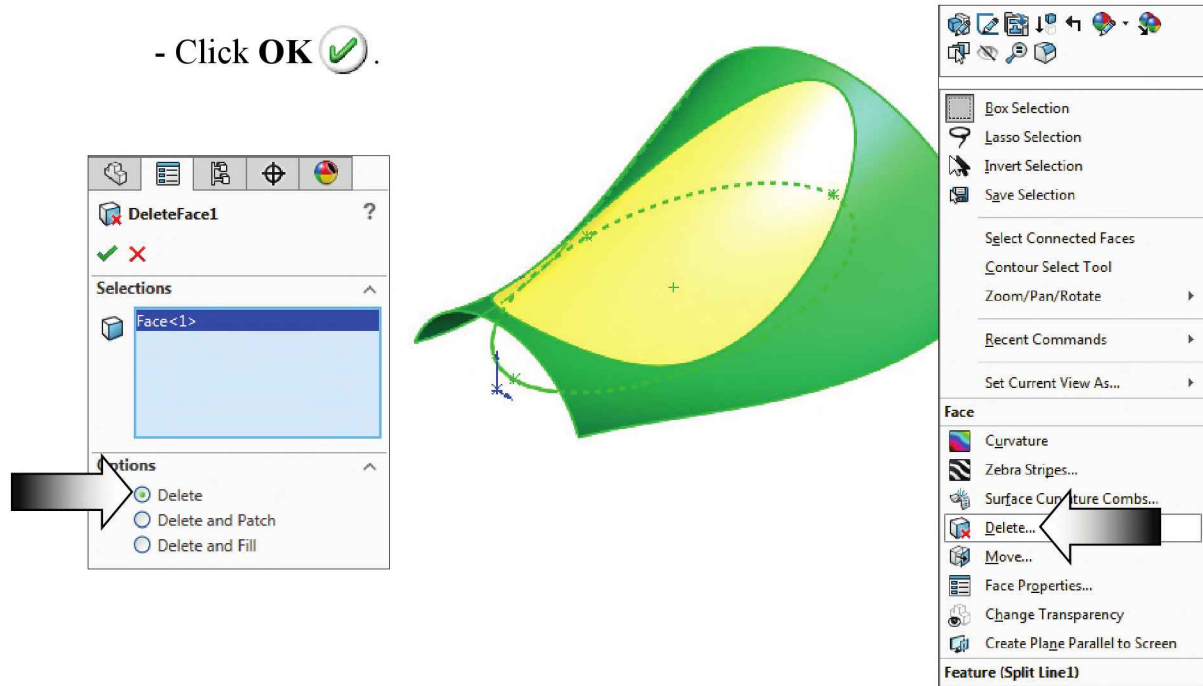 - Click OK .
DeleteFace1
?
Selections
Face<1>
Options
Delete
Delete and Patch
Delete and Fill
Box Selection
Lasso Selection
Invert Selection
Save Selection
Select Connected Faces
Contour Select Tool
Zoom/Pan/Rotate
Recent Commands
Set Current View As...
Face
Curvature
Zebra Stripes...
Surface Curvature Combs...
Delete...
Move...
Face Properties...
Change Transparency
Create Plane Parallel to Screen
Feature (Split Line1)